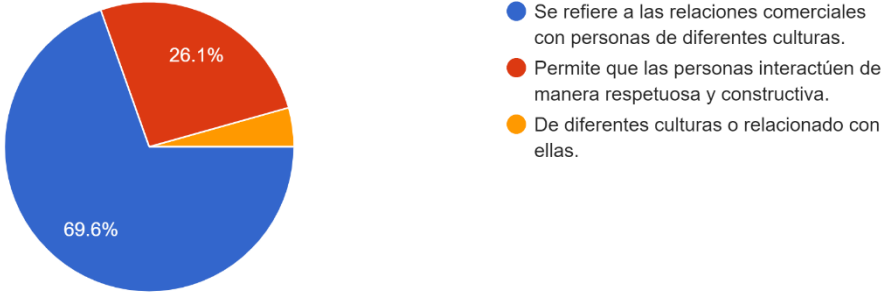 Se refiere a las relaciones comerciales
con personas de diferentes culturas.
26.1%
Permite que las personas interactúen de
manera respetuosa y constructiva.
De diferentes culturas o relacionado con
ellas.
69.6%